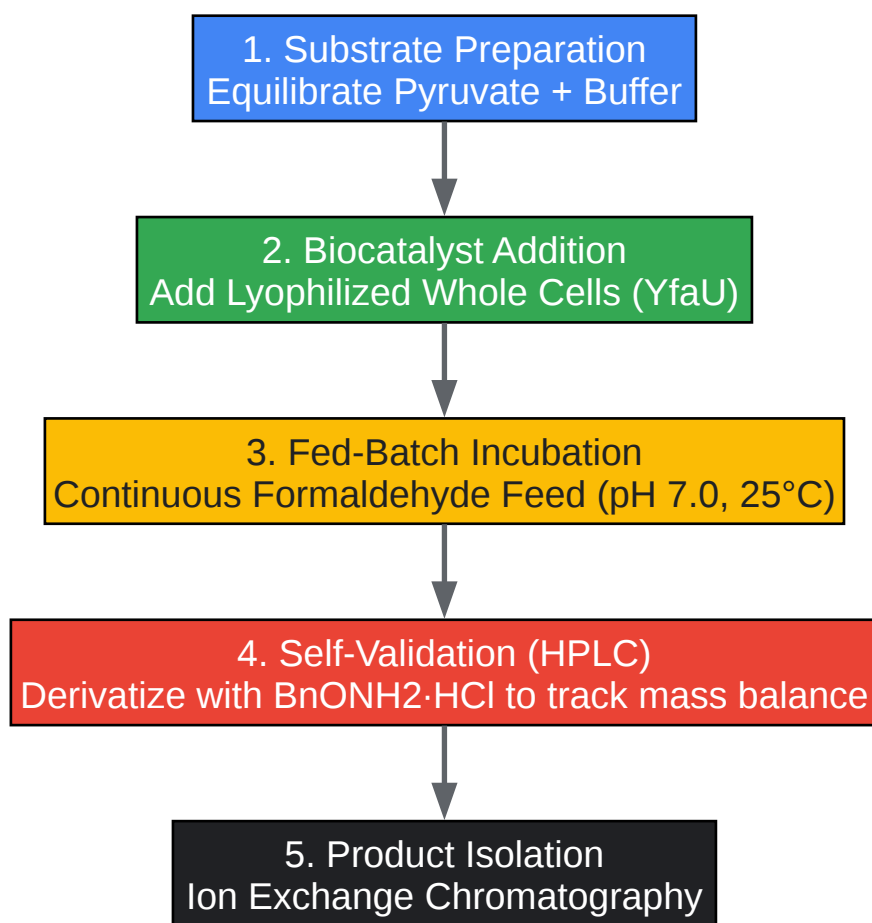 1. Substrate Preparation
Equilibrate Pyruvate + Buffer
2. Biocatalyst Addition
Add Lyophilized Whole Cells (YfaU)
3. Fed-Batch Incubation
Continuous Formaldehyde Feed (pH 7.0, 25°C)
4. Self-Validation (HPLC)
Derivatize with BnONH2·HCl to track mass balance
5. Product Isolation
Ion Exchange Chromatography